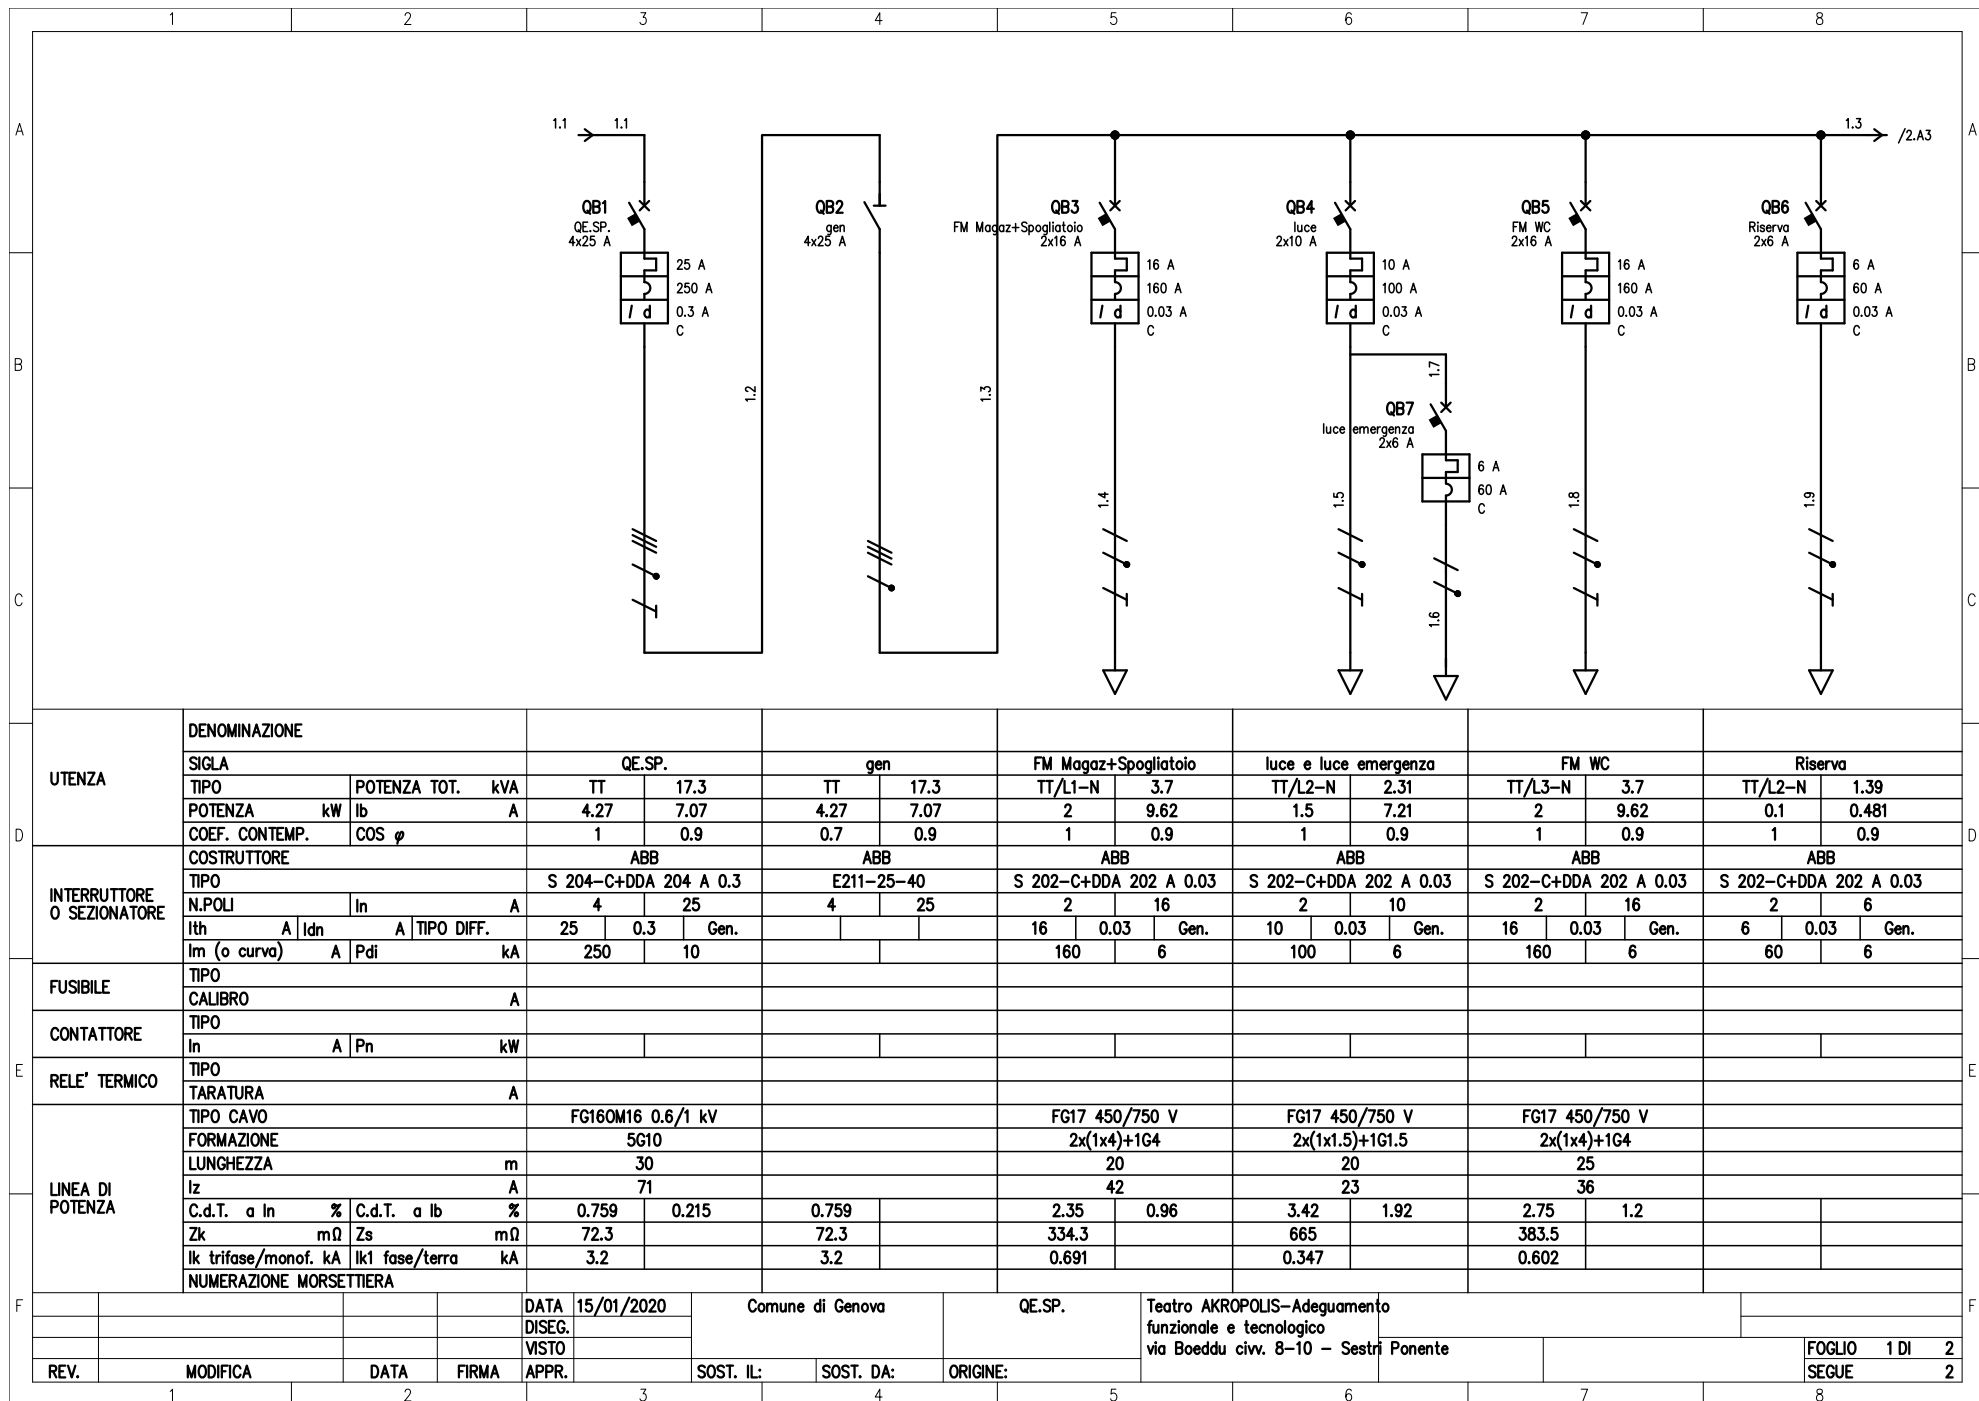 1 2 3 4 5 6 7 8
A 1.1 1.1 1.3 /2.A3 A
QB1 QB2 QB3 QB4 QB5 QB6
QE.SP. gen FM Magaz+Spogliatoio luce FM WC Riserva
4x25 A 4x25 A 2x16 A 2x10 A 2x16 A 2x6 A
25 A 16 A 10 A 16 A 6 A
250 A 160 A 100 A 160 A 60 A
I d 0.3 A I d 0.03 A I d 0.03 A I d 0.03 A I d 0.03 A
C C C C C
B 1.2 1.3 1.7 B
QB7
luce emergenza
2x6 A
6 A
60 A
C
1.4 1.5 1.8 1.9
C 1.6 C
UTENZA
DENOMINAZIONE
SIGLA QE.SP. gen FM Magaz+Spogliatoio luce e luce emergenza FM WC Riserva
TIPO POTENZA TOT. kVA TT 17.3 TT 17.3 TT/L1-N 3.7 TT/L2-N 2.31 TT/L3-N 3.7 TT/L2-N 1.39
POTENZA kW Ib A 4.27 7.07 4.27 7.07 2 9.62 1.5 7.21 2 9.62 0.1 0.481
D COEF. CONTEMP. COS φ 1 0.9 0.7 0.9 1 0.9 1 0.9 1 0.9 1 0.9 D
INTERRUTTORE
O SEZIONATORE
COSTRUTTORE ABB ABB ABB ABB ABB ABB
TIPO S 204-C+DDA 204 A 0.3 E211-25-40 S 202-C+DDA 202 A 0.03 S 202-C+DDA 202 A 0.03 S 202-C+DDA 202 A 0.03 S 202-C+DDA 202 A 0.03
N.POLI In A 4 25 4 25 2 16 2 10 2 16 2 6
Ith A Idn A TIPO DIFF. 25 0.3 Gen. 16 0.03 Gen. 10 0.03 Gen. 16 0.03 Gen. 6 0.03 Gen.
Im (o curva) A Pdi kA 250 10 160 6 100 6 160 6 60 6
FUSIBILE
TIPO
CALIBRO A
CONTATTORE
TIPO
In A Pn kW
E RELE' TERMICO E
TIPO
TARATURA A
LINEA DI
POTENZA
TIPO CAVO FG16OM16 0.6/1 kV FG17 450/750 V FG17 450/750 V FG17 450/750 V
FORMAZIONE 5G10 2x(1x4)+1G4 2x(1x1.5)+1G1.5 2x(1x4)+1G4
LUNGHEZZA m 30 20 20 25
Iz A 71 42 23 36
C.d.T. a In % C.d.T. a Ib % 0.759 0.215 0.759 2.35 0.96 3.42 1.92 2.75 1.2
Zk mΩ Zs mΩ 72.3 72.3 334.3 665 383.5
Ik trifase/monof. kA Ik1 fase/terra kA 3.2 3.2 0.691 0.347 0.602
NUMERAZIONE MORSETTIERA
F DATA 15/01/2020 Comune di Genova QE.SP. Teatro AKROPOLIS-Adeguamento F
DISEG. funzionale e tecnologico
VISTO via Boeddu civv. 8-10 - Sestri Ponente FOGLIO 1 DI 2
REV. MODIFICA DATA FIRMA APPR. SOST. IL: SOST. DA: ORIGINE: SEGUE 2
1 2 3 4 5 6 7 8